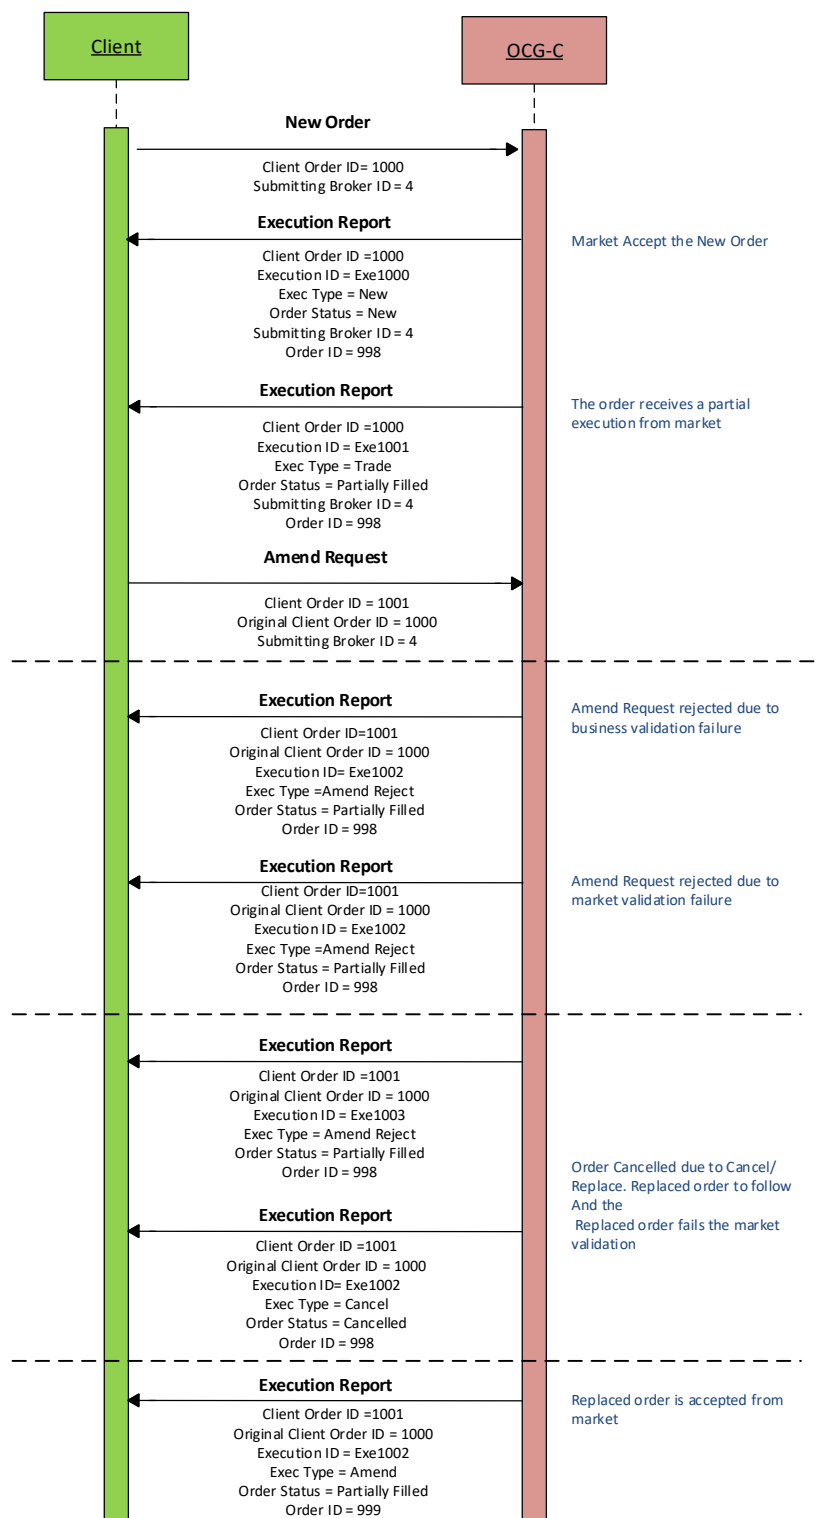 Client
OCG-C
New Order
Client Order ID= 1000
Submitting Broker ID = 4
Execution Report
Market Accept the New Order
Client Order ID =1000
Execution ID = Exe1000
Exec Type = New
Order Status = New
Submitting Broker ID = 4
Order ID = 998
Execution Report
The order receives a partial
execution from market
Client Order ID =1000
Execution ID = Exe1001
Exec Type = Trade
Order Status = Partially Filled
Submitting Broker ID = 4
Order ID = 998
Amend Request
Client Order ID = 1001
Original Client Order ID = 1000
Submitting Broker ID = 4
Execution Report
Amend Request rejected due to
business validation failure
Client Order ID=1001
Original Client Order ID = 1000
Execution ID= Exe1002
Exec Type =Amend Reject
Order Status = Partially Filled
Order ID = 998
Execution Report
Amend Request rejected due to
market validation failure
Client Order ID=1001
Original Client Order ID = 1000
Execution ID = Exe1002
Exec Type =Amend Reject
Order Status = Partially Filled
Order ID = 998
Execution Report
Client Order ID =1001
Original Client Order ID = 1000
Execution ID = Exe1003
Exec Type = Amend Reject
Order Status = Partially Filled
Order ID = 998
Order Cancelled due to Cancel/
Replace. Replaced order to follow
And the
Replaced order fails the market
validation
Execution Report
Client Order ID =1001
Original Client Order ID = 1000
Execution ID= Exe1002
Exec Type = Cancel
Order Status = Cancelled
Order ID = 998
Execution Report
Replaced order is accepted from
market
Client Order ID =1001
Original Client Order ID = 1000
Execution ID = Exe1002
Exec Type = Amend
Order Status = Partially Filled
Order ID = 999